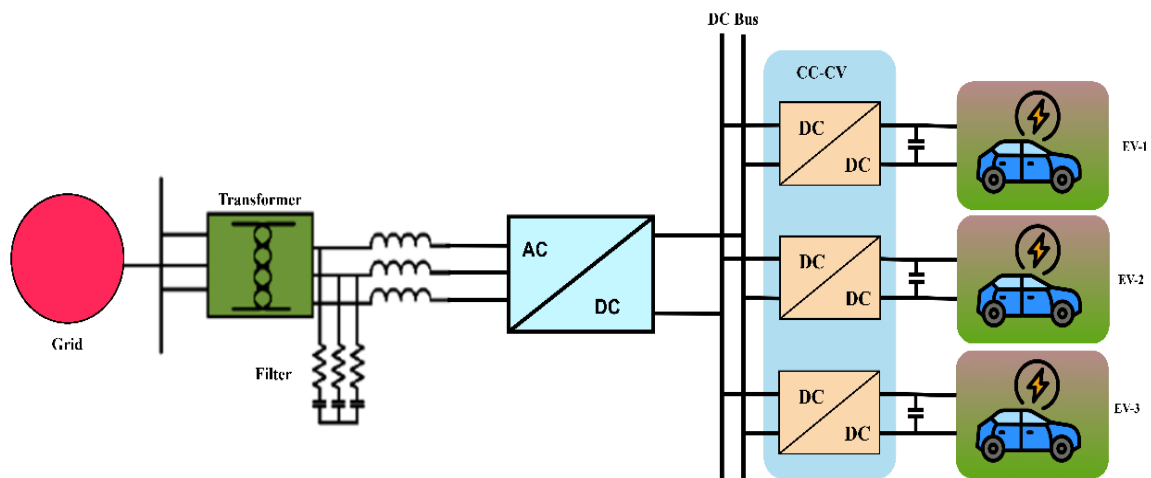 DC Bus
CC-CV
DC
DC
EV-1
Transformer
AC
DC
DC
DC
EV-2
Grid
Filter
DC
DC
EV-3